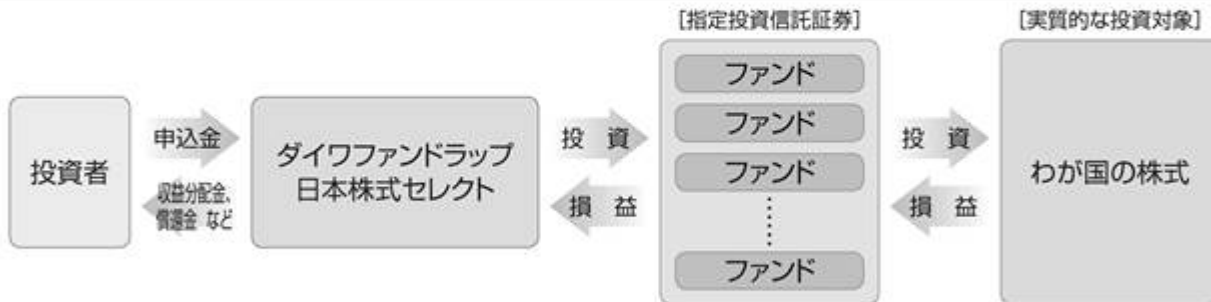 [指定投資信託証券]
[実質的な投資対象]
投資者
申込金
収益分配金、
償還金 など
ダイワファンドラップ
日本株式セレクト
投 資
損 益
ファンド
ファンド
ファンド
ファンド
投 資
損 益
わが国の株式